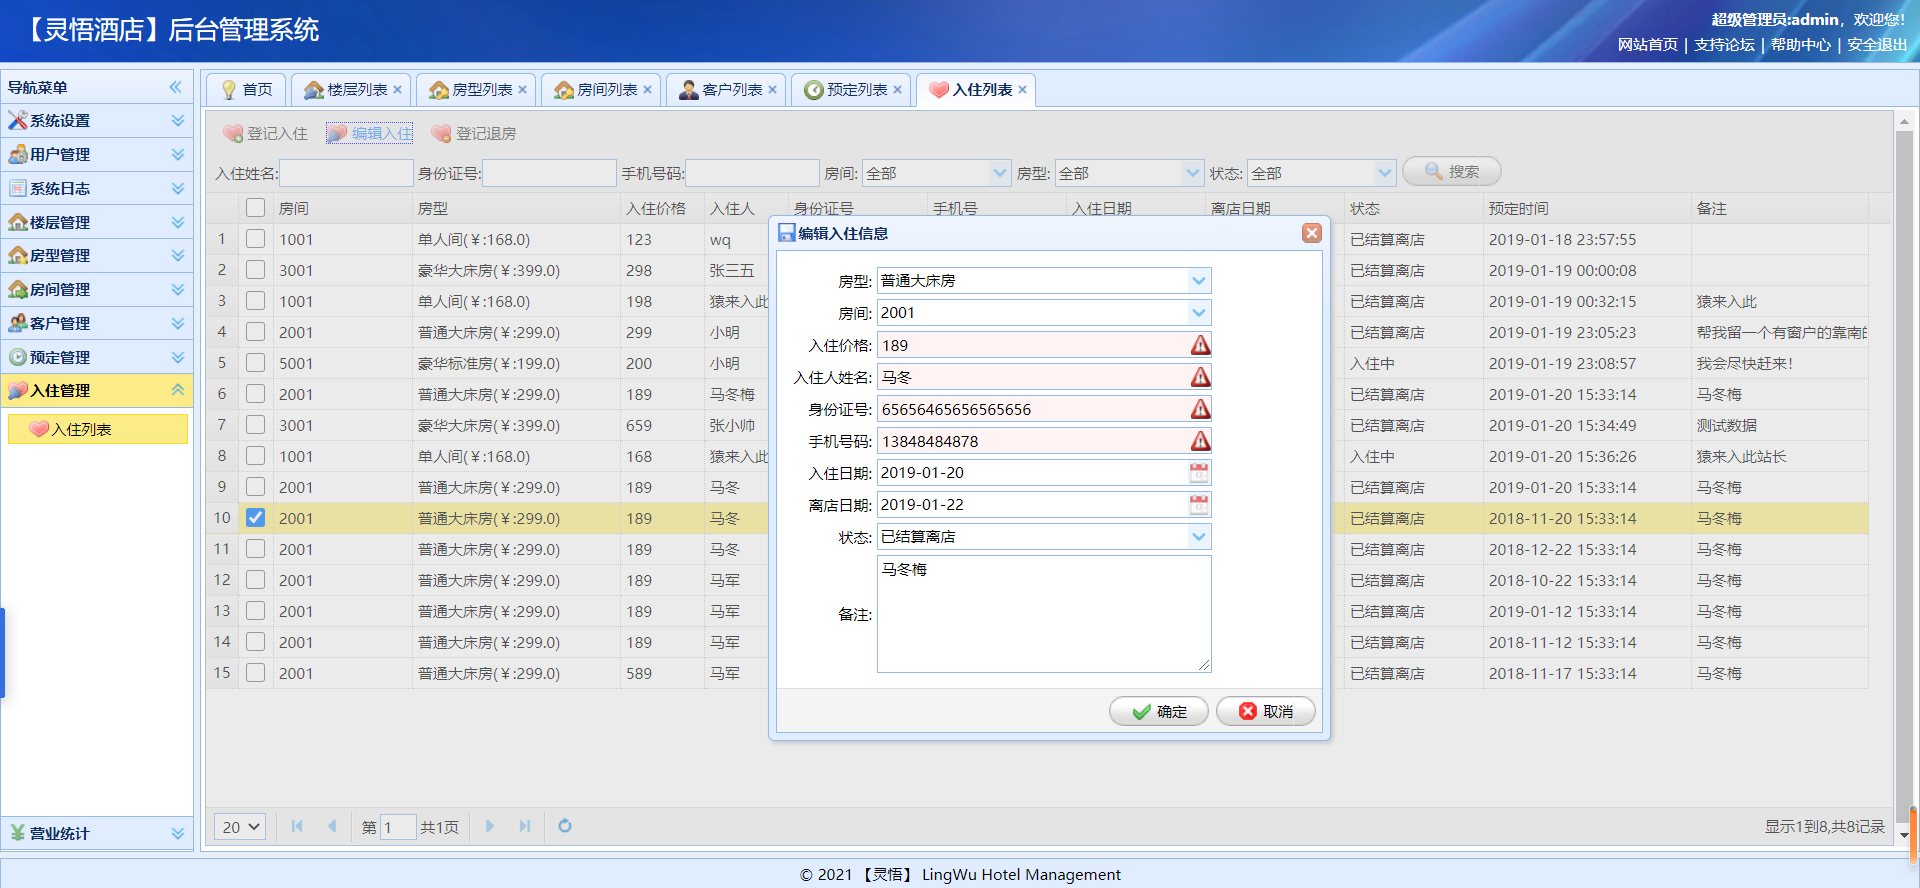 【灵悟酒店】后台管理系统
超级管理员:admin，欢迎您！
网站首页 | 支持论坛 | 帮助中心 | 安全退出
导航菜单
系统设置
用户管理
系统日志
楼层管理
房型管理
房间管理
客户管理
预定管理
入住管理
入住列表
营业统计
首页 楼层列表 房型列表 房间列表 客户列表 预定列表 入住列表
登记入住 编辑入住 登记退房
入住姓名: 身份证号: 手机号码: 房间: 全部 房型: 全部 状态: 全部 搜索
房间 房型 入住价格 入住人 身份证号 手机号 入住日期 离店日期 状态 预定时间 备注
1 1001 单人间(￥:168.0) 123 wq 已结算离店 2019-01-18 23:57:55
2 3001 豪华大床房(￥:399.0) 298 张三五 已结算离店 2019-01-19 00:00:08
3 1001 单人间(￥:168.0) 198 猿来入此 已结算离店 2019-01-19 00:32:15 猿来入此
4 2001 普通大床房(￥:299.0) 299 小明 已结算离店 2019-01-19 23:05:23 帮我留一个有窗户的靠南的
5 5001 豪华标准房(￥:199.0) 200 小明 入住中 2019-01-19 23:08:57 我会尽快赶来！
6 2001 普通大床房(￥:299.0) 189 马冬梅 已结算离店 2019-01-20 15:33:14 马冬梅
7 3001 豪华大床房(￥:399.0) 659 张小帅 已结算离店 2019-01-20 15:34:49 测试数据
8 1001 单人间(￥:168.0) 168 猿来入此 入住中 2019-01-20 15:36:26 猿来入此站长
9 2001 普通大床房(￥:299.0) 189 马冬 已结算离店 2019-01-20 15:33:14 马冬梅
10 2001 普通大床房(￥:299.0) 189 马冬 已结算离店 2018-11-20 15:33:14 马冬梅
11 2001 普通大床房(￥:299.0) 189 马冬 已结算离店 2018-12-22 15:33:14 马冬梅
12 2001 普通大床房(￥:299.0) 189 马军 已结算离店 2018-10-22 15:33:14 马冬梅
13 2001 普通大床房(￥:299.0) 189 马军 已结算离店 2019-01-12 15:33:14 马冬梅
14 2001 普通大床房(￥:299.0) 189 马军 已结算离店 2018-11-12 15:33:14 马冬梅
15 2001 普通大床房(￥:299.0) 589 马军 已结算离店 2018-11-17 15:33:14 马冬梅
编辑入住信息
房型: 普通大床房
房间: 2001
入住价格: 189
入住人姓名: 马冬
身份证号: 65656465656565656
手机号码: 13848484878
入住日期: 2019-01-20
离店日期: 2019-01-22
状态: 已结算离店
备注: 马冬梅
确定 取消
20 第 1 共1页 显示1到8,共8记录
© 2021 【灵悟】 LingWu Hotel Management